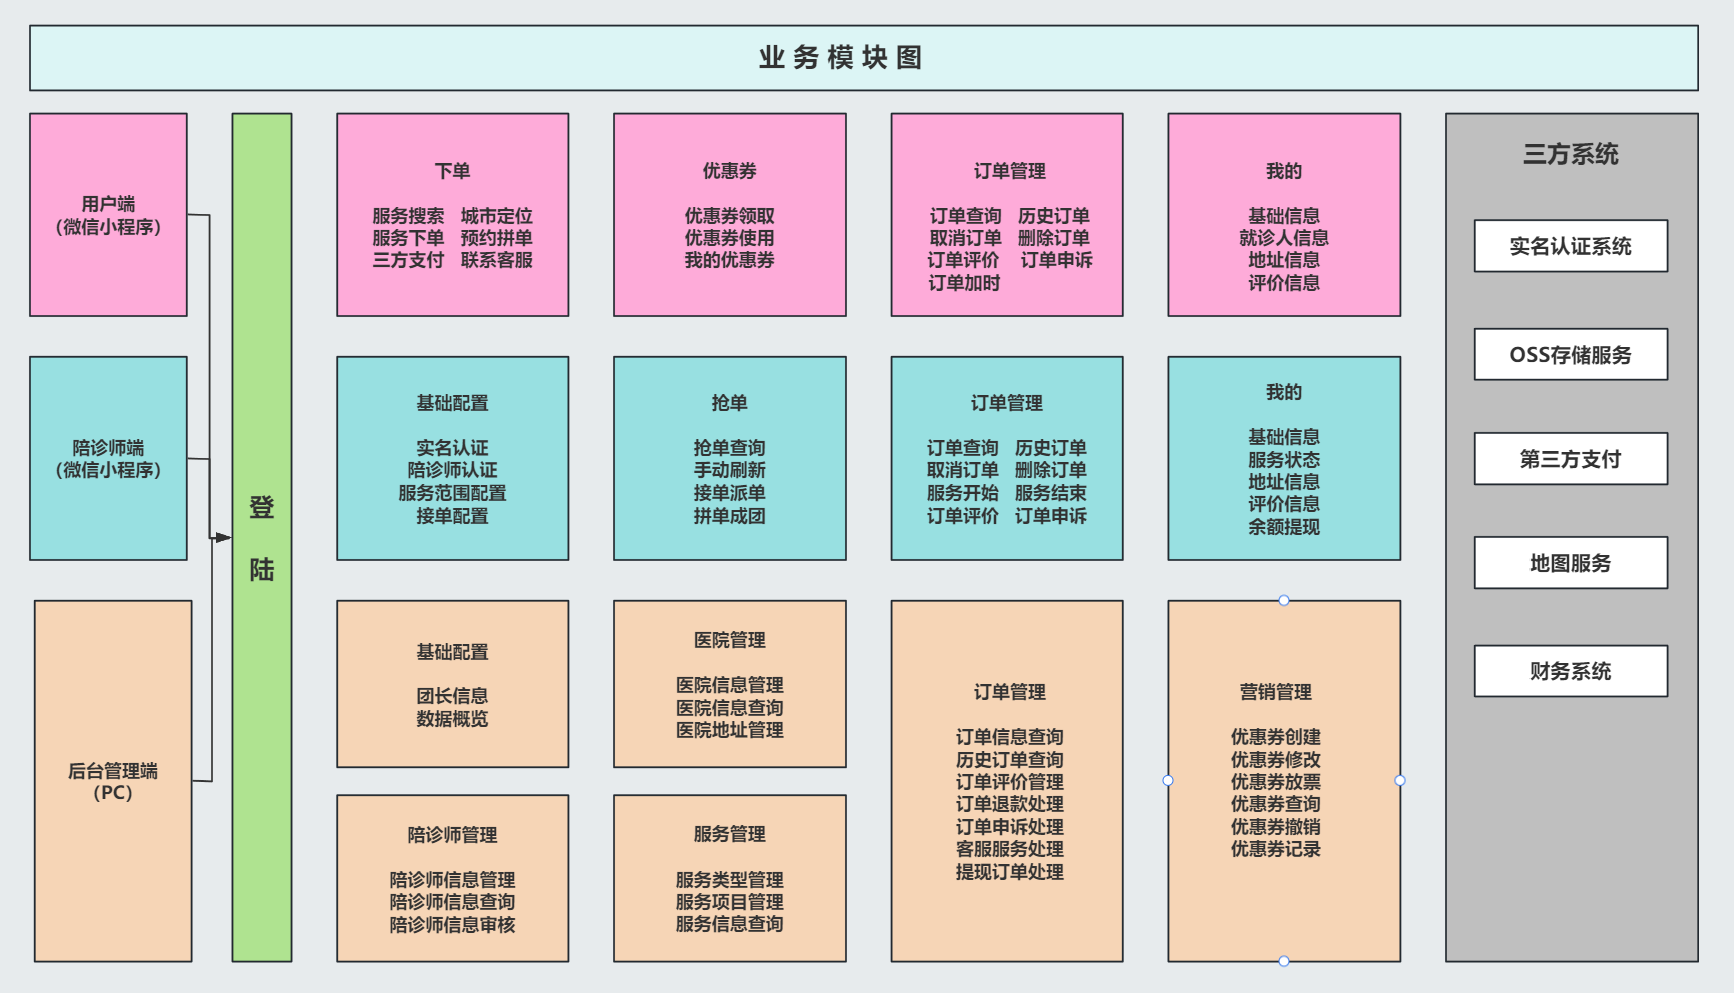 业务模块图
用户端
（微信小程序）
登
陆
下单
服务搜索 城市定位
服务下单 预约拼单
三方支付 联系客服
优惠券
优惠券领取
优惠券使用
我的优惠券
订单管理
订单查询 历史订单
取消订单 删除订单
订单评价 订单申诉
订单加时
我的
基础信息
就诊人信息
地址信息
评价信息
陪诊师端
（微信小程序）
基础配置
实名认证
陪诊师认证
服务范围配置
接单配置
抢单
抢单查询
手动刷新
接单派单
拼单成团
订单管理
订单查询 历史订单
取消订单 删除订单
服务开始 服务结束
订单评价 订单申诉
我的
基础信息
服务状态
地址信息
评价信息
余额提现
后台管理端
（PC）
基础配置
团长信息
数据概览
医院管理
医院信息管理
医院信息查询
医院地址管理
陪诊师管理
陪诊师信息管理
陪诊师信息查询
陪诊师信息审核
服务管理
服务类型管理
服务项目管理
服务信息查询
订单管理
订单信息查询
历史订单查询
订单评价管理
订单退款处理
订单申诉处理
客服服务处理
提现订单处理
营销管理
优惠券创建
优惠券修改
优惠券放票
优惠券查询
优惠券撤销
优惠券记录
三方系统
实名认证系统
OSS存储服务
第三方支付
地图服务
财务系统